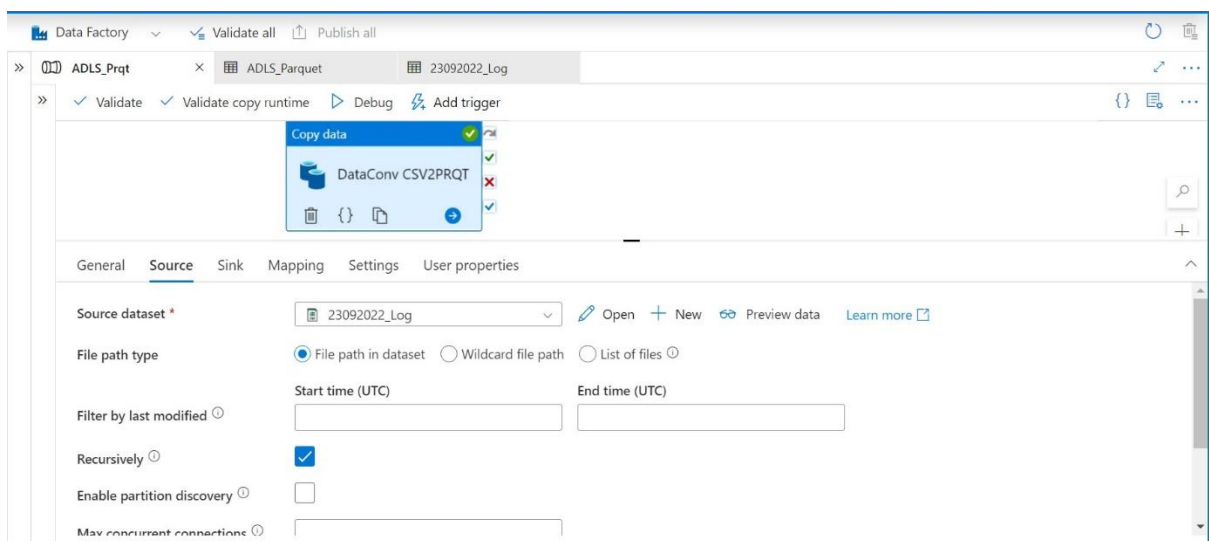 Data Factory Validate all Publish all
ADLS_Prqt ADLS_Parquet 23092022_Log
Validate Validate copy runtime Debug Add trigger
Copy data
DataConv CSV2PRQT
General Source Sink Mapping Settings User properties
Source dataset * 23092022_Log Open New Preview data Learn more
File path type File path in dataset Wildcard file path List of files
Start time (UTC) End time (UTC)
Filter by last modified
Recursively
Enable partition discovery
Max concurrent connections